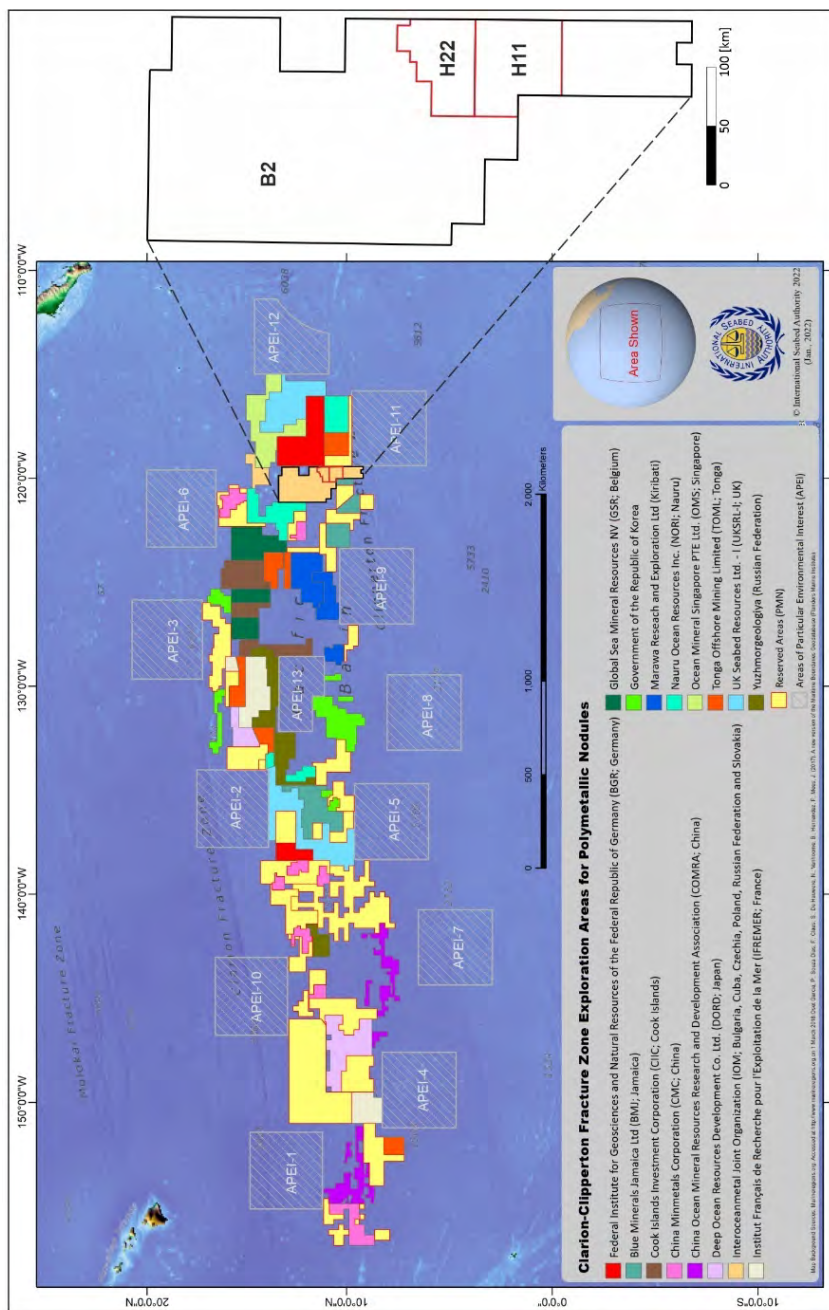 B2
H22
H11
0
50
100 [km]
150°0'0"W
140°0'0"W
130°0'0"W
120°0'0"W
110°0'0"W
20°0'0"N
10°0'0"N
0°0'0"
10°0'0"S
Molokai Fracture Zone
Clarion Fracture Zone
APEI-1
APEI-10
APEI-2
APEI-3
APEI-6
APEI-12
APEI-4
APEI-7
APEI-5
APEI-13
APEI-8
APEI-9
APEI-11
5733
2410
9812
0
500
1,000
2,000
Kilometers
Clarion-Clipperton Fracture Zone Exploration Areas for Polymetallic Nodules
Federal Institute for Geosciences and Natural Resources of the Federal Republic of Germany (BGR; Germany)
Blue Minerals Jamaica Ltd (BMJ; Jamaica)
Cook Islands Investment Corporation (CIIC; Cook Islands)
China Minmetals Corporation (CMC; China)
China Ocean Mineral Resources Research and Development Association (COMRA; China)
Deep Ocean Resources Development Co. Ltd. (DORD; Japan)
Interoceanmetal Joint Organization (IOM; Bulgaria, Cuba, Czechia, Poland, Russian Federation and Slovakia)
Institut Français de Recherche pour l'Exploitation de la Mer (IFREMER; France)
Global Sea Mineral Resources NV (GSR; Belgium)
Government of the Republic of Korea
Marawa Reseach and Exploration Ltd (Kiribati)
Nauru Ocean Resources Inc. (NORI; Nauru)
Ocean Mineral Singapore PTE Ltd. (OMS; Singapore)
Tonga Offshore Mining Limited (TOML; Tonga)
UK Seabed Resources Ltd. - I (UKSRL-I; UK)
Yuzhmorgeologiya (Russian Federation)
Reserved Areas (PMN)
Areas of Particular Environmental Interest (APEI)
Area Shown
INTERNATIONAL SEABED AUTHORITY
© International Seabed Authority 2022
(Jan., 2022)